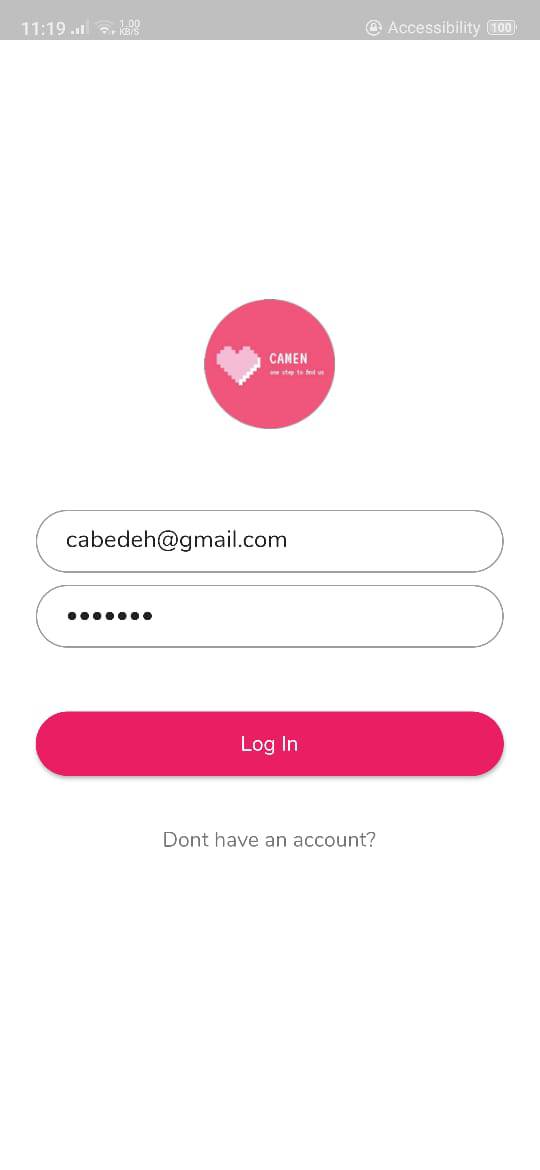 11:19 1.00 KB/S Accessibility 100
CAMEN
one step to find us
cabedeh@gmail.com
•••••••
Log In
Dont have an account?